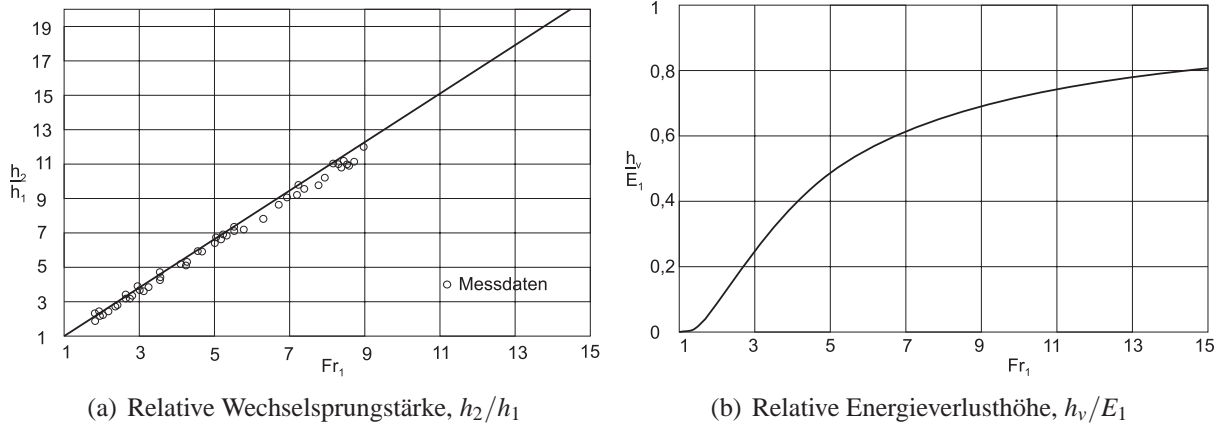 19
17
15
13
11
9
7
5
3
1
h₂
h₁
Messdaten
1 3 5 7 9 11 13 15
Fr₁
(a) Relative Wechselsprungstärke, h₂/h₁
1
0,8
0,6
0,4
0,2
0
hᵥ
E₁
1 3 5 7 9 11 13 15
Fr₁
(b) Relative Energieverlusthöhe, hᵥ/E₁